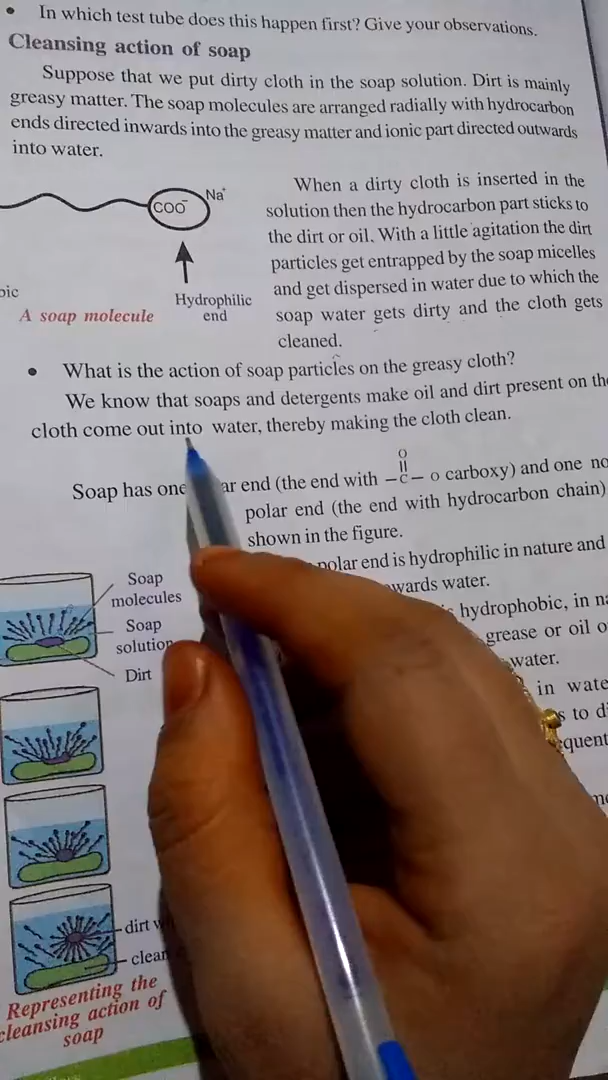 • In which test tube does this happen first? Give your observations.
Cleansing action of soap
Suppose that we put dirty cloth in the soap solution. Dirt is mainly
greasy matter. The soap molecules are arranged radially with hydrocarbon
ends directed inwards into the greasy matter and ionic part directed outwards
into water.
COO⁻ Na⁺
Hydrophilic
end
A soap molecule
When a dirty cloth is inserted in the
solution then the hydrocarbon part sticks to
the dirt or oil. With a little agitation the dirt
particles get entrapped by the soap micelles
and get dispersed in water due to which the
soap water gets dirty and the cloth gets
cleaned.
• What is the action of soap particles on the greasy cloth?
We know that soaps and detergents make oil and dirt present on
cloth come out into water, thereby making the cloth clean.
O
||
Soap has one end (the end with –C– o carboxy) and one
polar end (the end with hydrocarbon chain)
shown in the figure.
polar end is hydrophilic in nature and
water.
hydrophobic, in
grease or oil
water.
in
to
Soap
molecules
Soap
solution
Dirt
dirt
clean
Representing the
cleansing action of
soap